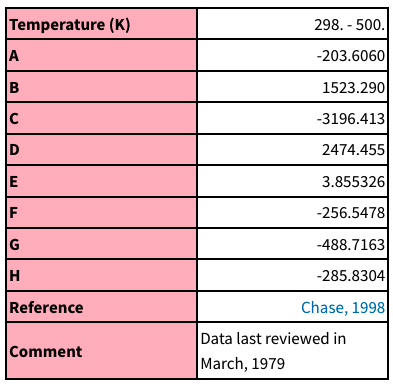 Temperature (K) 298. - 500.
A -203.6060
B 1523.290
C -3196.413
D 2474.455
E 3.855326
F -256.5478
G -488.7163
H -285.8304
Reference Chase, 1998
Comment Data last reviewed in
March, 1979